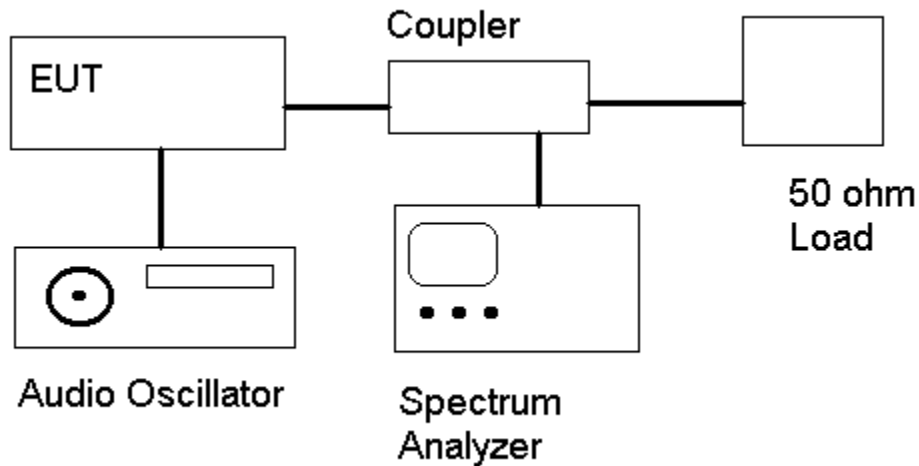 Coupler
EUT
50 ohm
Load
Audio Oscillator
Spectrum
Analyzer